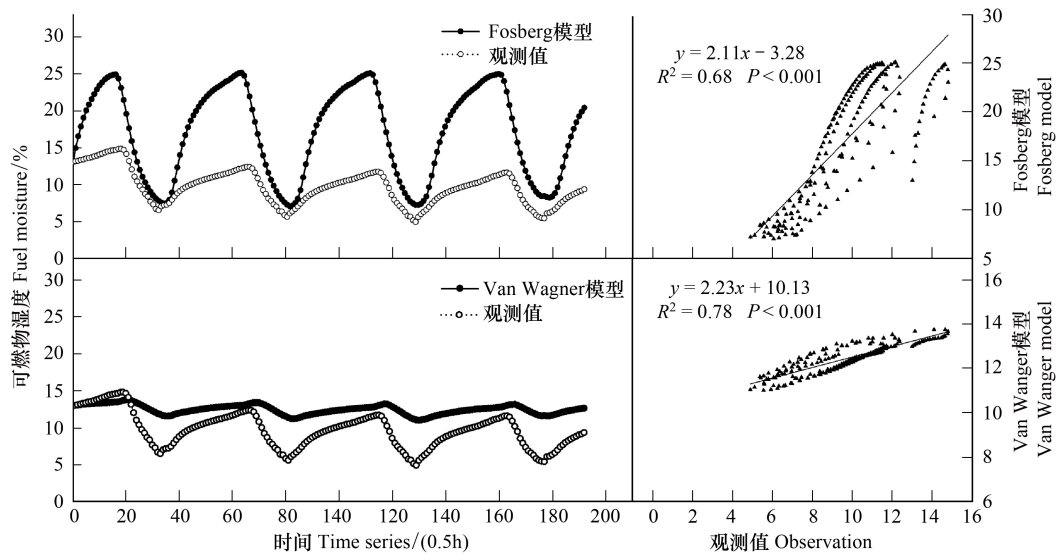 可燃物湿度 Fuel moisture/%
30
25
20
15
10
5
0
Fosberg模型
观测值
y = 2.11x − 3.28
R² = 0.68 P < 0.001
30
25
20
15
10
5
Fosberg模型
Fosberg model
30
25
20
15
10
5
0
Van Wagner模型
观测值
0 20 40 60 80 100 120 140 160 180 200
时间 Time series/(0.5h)
y = 2.23x + 10.13
R² = 0.78 P < 0.001
16
14
12
10
8
6
Van Wanger模型
Van Wanger model
0 2 4 6 8 10 12 14 16
观测值 Observation